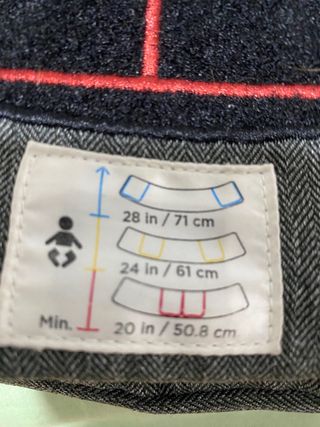 28 in / 71 cm
24 in / 61 cm
Min. 20 in / 50.8 cm